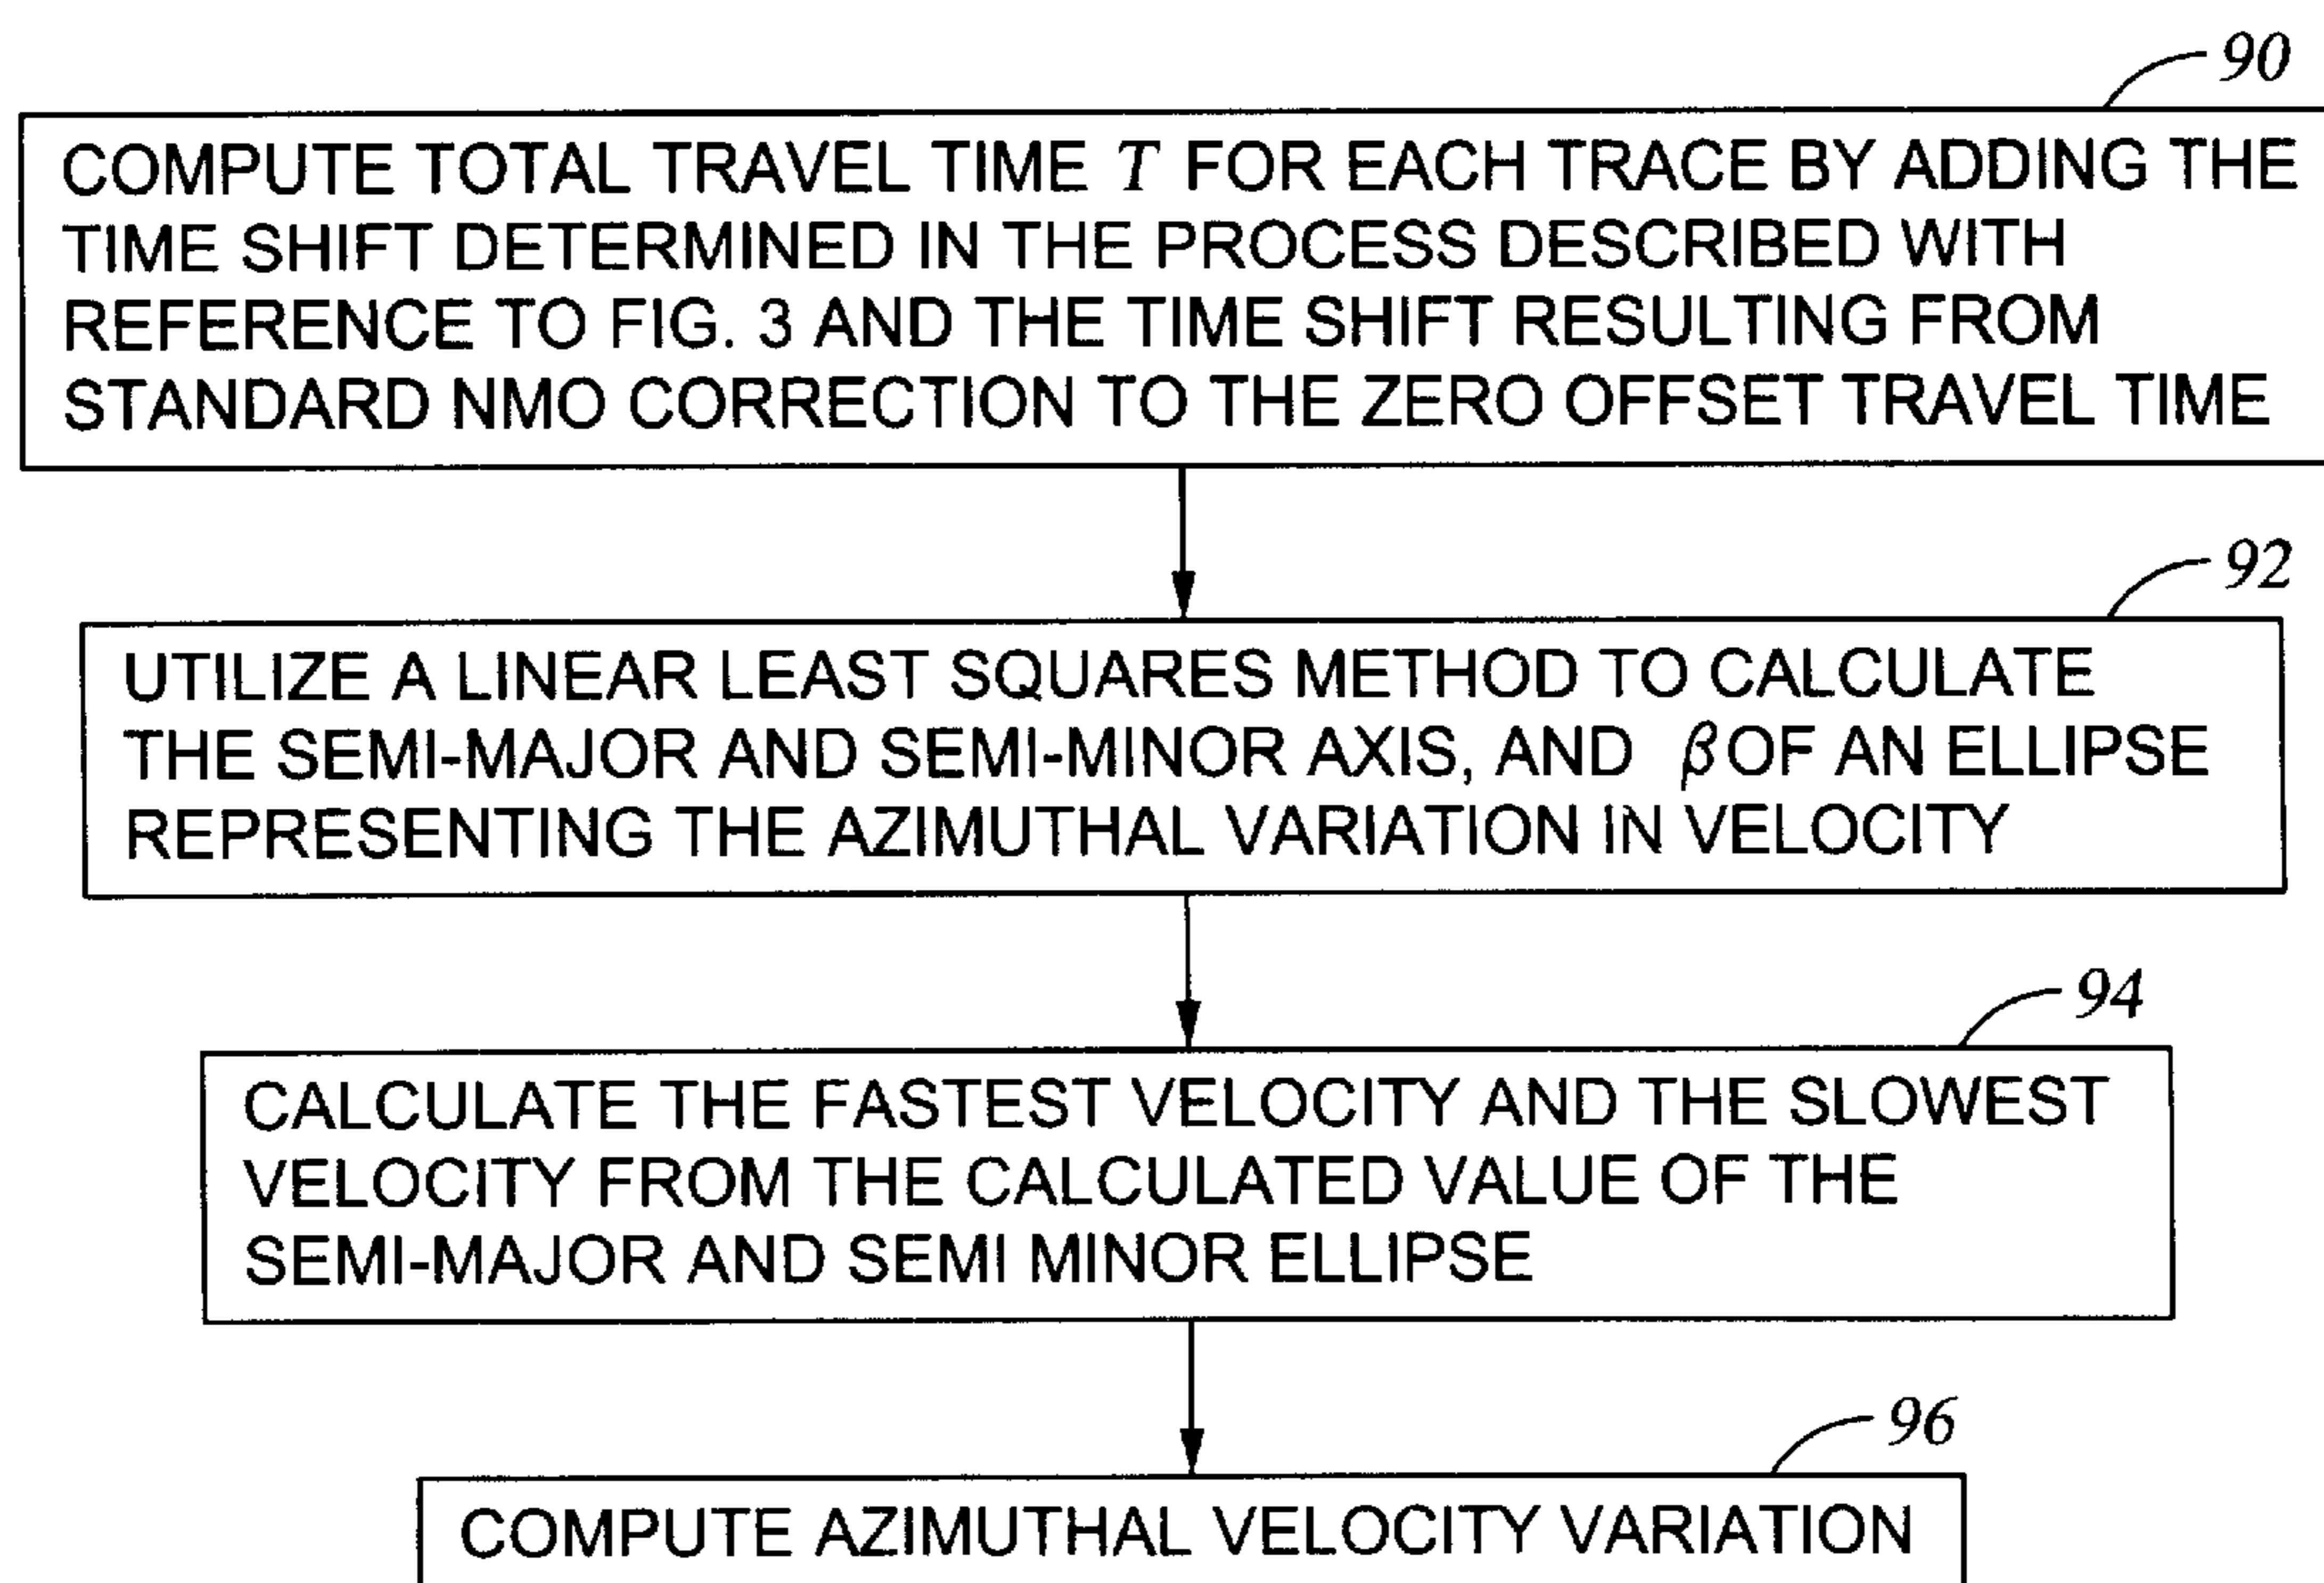 90
COMPUTE TOTAL TRAVEL TIME T FOR EACH TRACE BY ADDING THE
TIME SHIFT DETERMINED IN THE PROCESS DESCRIBED WITH
REFERENCE TO FIG. 3 AND THE TIME SHIFT RESULTING FROM
STANDARD NMO CORRECTION TO THE ZERO OFFSET TRAVEL TIME
92
UTILIZE A LINEAR LEAST SQUARES METHOD TO CALCULATE
THE SEMI-MAJOR AND SEMI-MINOR AXIS, AND β OF AN ELLIPSE
REPRESENTING THE AZIMUTHAL VARIATION IN VELOCITY
94
CALCULATE THE FASTEST VELOCITY AND THE SLOWEST
VELOCITY FROM THE CALCULATED VALUE OF THE
SEMI-MAJOR AND SEMI MINOR ELLIPSE
96
COMPUTE AZIMUTHAL VELOCITY VARIATION